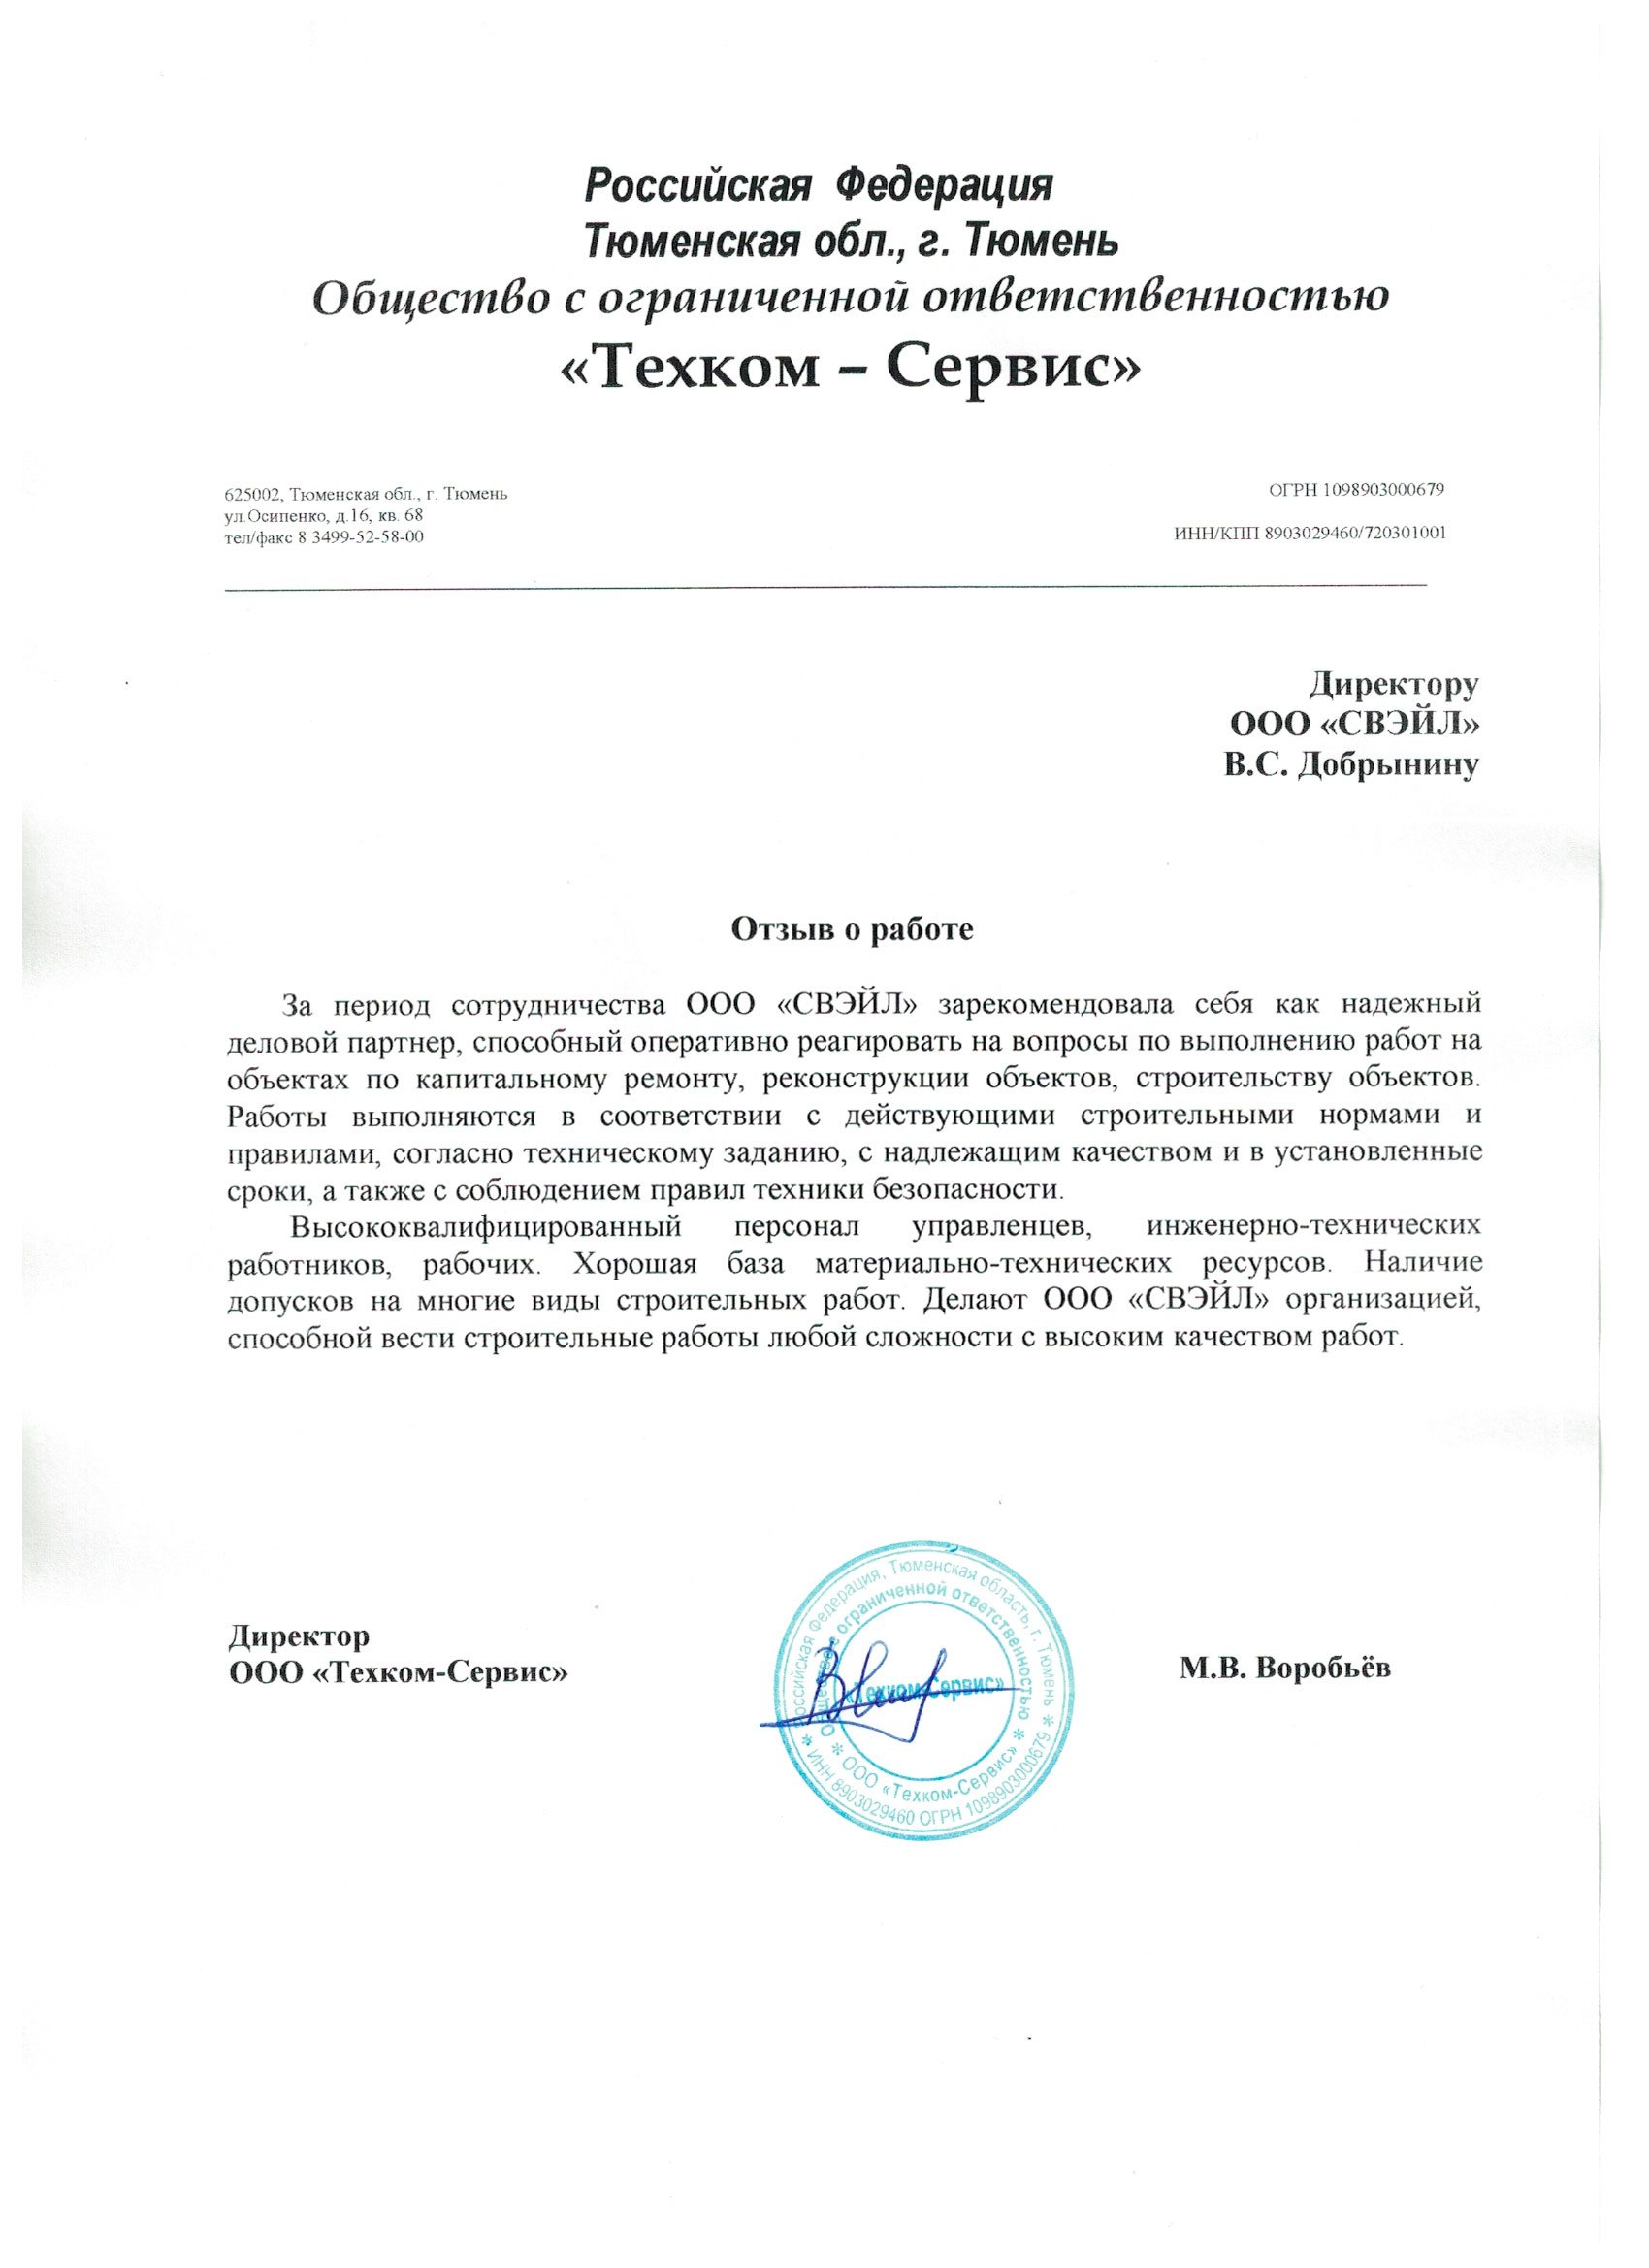 Российская Федерация
Тюменская обл., г. Тюмень
Общество с ограниченной ответственностью
«Техком – Сервис»
625002, Тюменская обл., г. Тюмень
ул.Осипенко, д.16, кв. 68
тел/факс 8 3499-52-58-00
ОГРН 1098903000679
ИНН/КПП 8903029460/720301001
Директору
ООО «СВЭЙЛ»
В.С. Добрынину
Отзыв о работе
За период сотрудничества ООО «СВЭЙЛ» зарекомендовала себя как надежный
деловой партнер, способный оперативно реагировать на вопросы по выполнению работ на
объектах по капитальному ремонту, реконструкции объектов, строительству объектов.
Работы выполняются в соответствии с действующими строительными нормами и
правилами, согласно техническому заданию, с надлежащим качеством и в установленные
сроки, а также с соблюдением правил техники безопасности.
Высококвалифицированный персонал управленцев, инженерно-технических
работников, рабочих. Хорошая база материально-технических ресурсов. Наличие
допусков на многие виды строительных работ. Делают ООО «СВЭЙЛ» организацией,
способной вести строительные работы любой сложности с высоким качеством работ.
Директор
ООО «Техком-Сервис»
Российская Федерация, Тюменская область, г. Тюмень
* ИНН 8903029460 ОГРН 1098903000679 *
Общество с ограниченной ответственностью
* ООО «Техком-Сервис» *
«Техком-Сервис»
М.В. Воробьёв